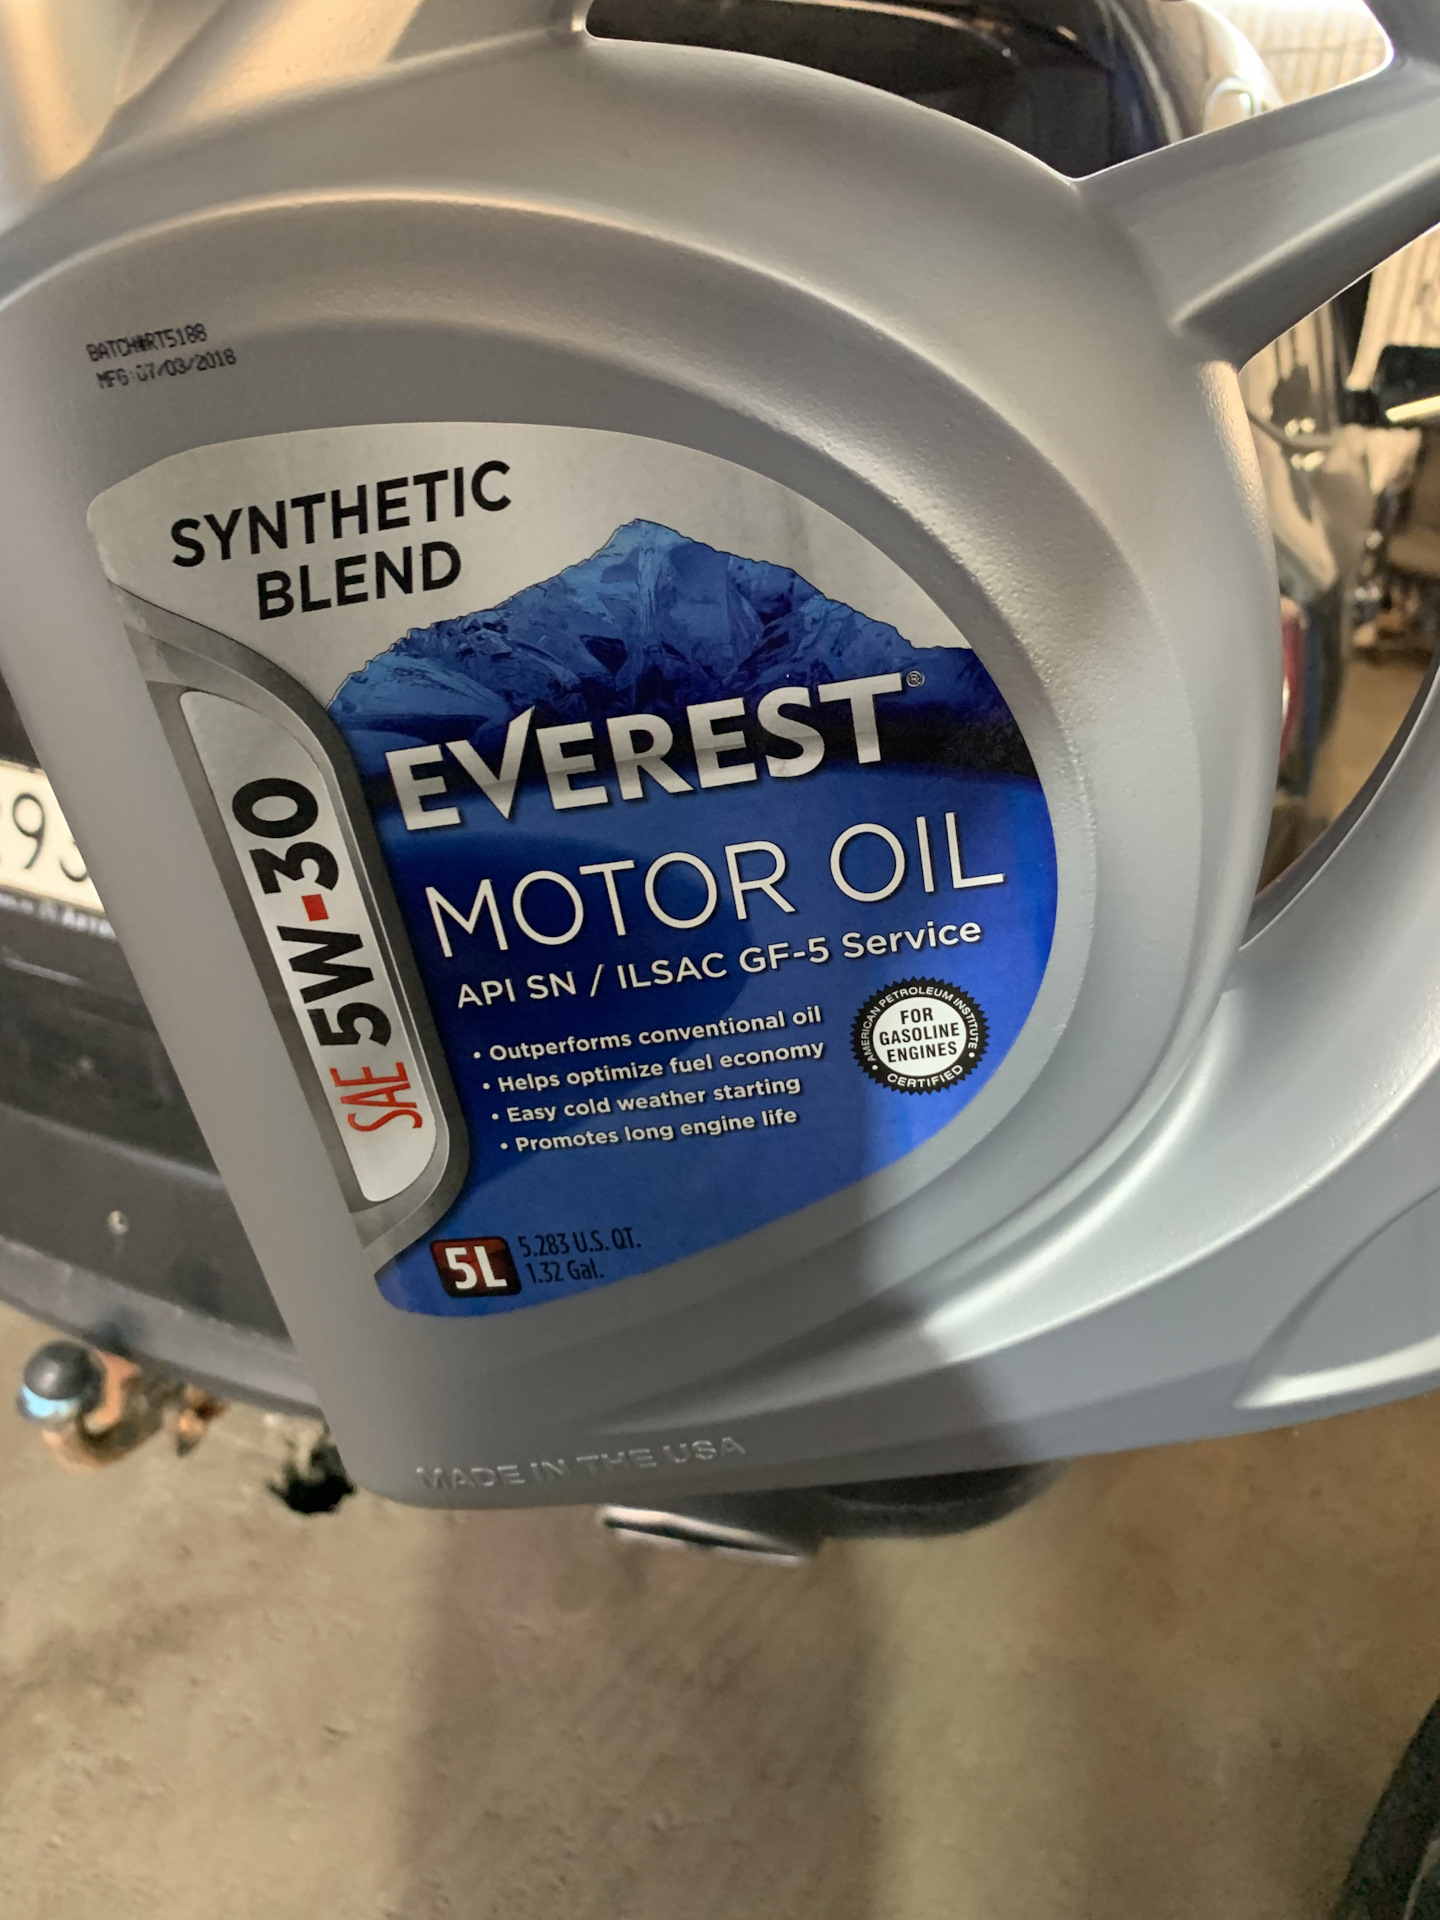 BATCH#RT5188
MFG:07/03/2018
SYNTHETIC
BLEND
EVEREST®
MOTOR OIL
API SN / ILSAC GF-5 Service
• Outperforms conventional oil
• Helps optimize fuel economy
• Easy cold weather starting
• Promotes long engine life
SAE 5W-30
AMERICAN PETROLEUM INSTITUTE
FOR
GASOLINE
ENGINES
• CERTIFIED •
5L
5.283 U.S. QT.
1.32 Gal.
MADE IN THE USA